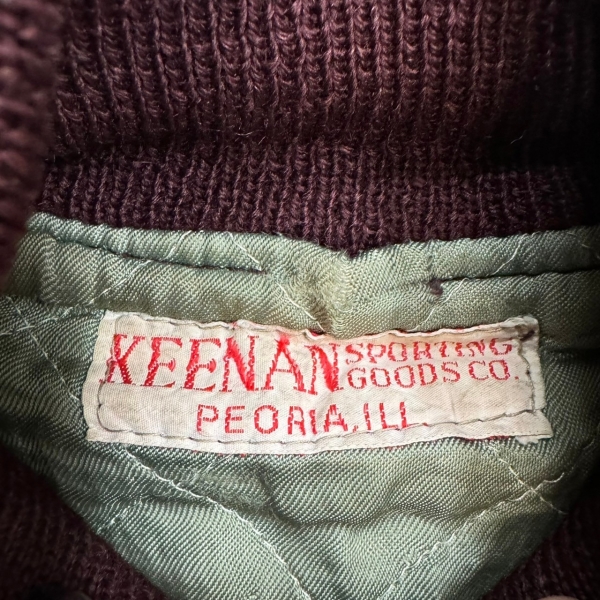 KEENAN SPORTING
GOODS CO.
PEORIA, ILL